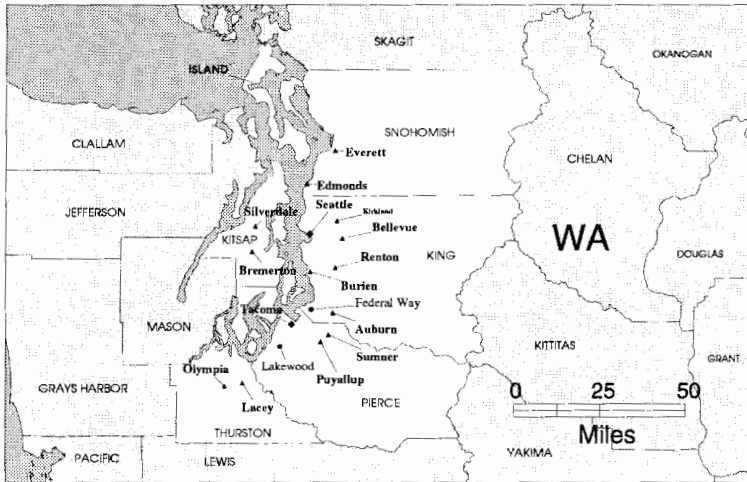 SKAGIT
OKANOGAN
ISLAND
CLALLAM
SNOHOMISH
Everett
CHELAN
Edmonds
JEFFERSON
Silverdale
Seattle
Kirkland
Bellevue
KITSAP
KING
WA
DOUGLAS
Bremerton
Renton
Burien
Tacoma
Federal Way
MASON
Auburn
Sumner
KITTITAS
GRANT
Olympia
Lakewood
Puyallup
GRAYS HARBOR
Lacey
PIERCE
0 25 50
Miles
THURSTON
PACIFIC
LEWIS
YAKIMA